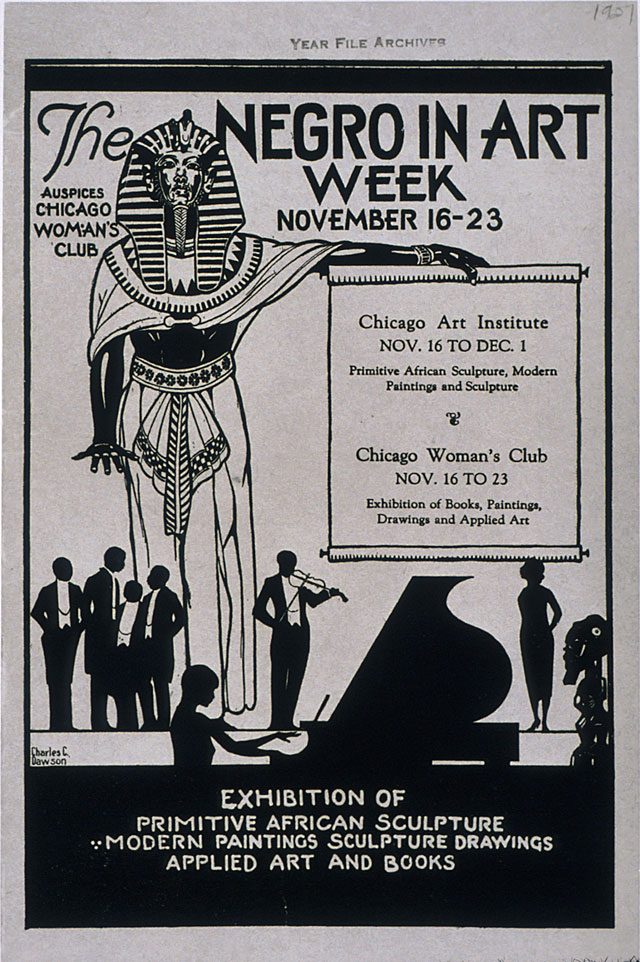 1927
YEAR FILE ARCHIVES
The NEGRO IN ART
WEEK
NOVEMBER 16-23
AUSPICES
CHICAGO
WOMAN'S
CLUB
Chicago Art Institute
NOV. 16 TO DEC. 1
Primitive African Sculpture, Modern
Paintings and Sculpture
Chicago Woman's Club
NOV. 16 TO 23
Exhibition of Books, Paintings,
Drawings and Applied Art
Charles C.
Dawson
EXHIBITION OF
PRIMITIVE AFRICAN SCULPTURE
MODERN PAINTINGS SCULPTURE DRAWINGS
APPLIED ART AND BOOKS